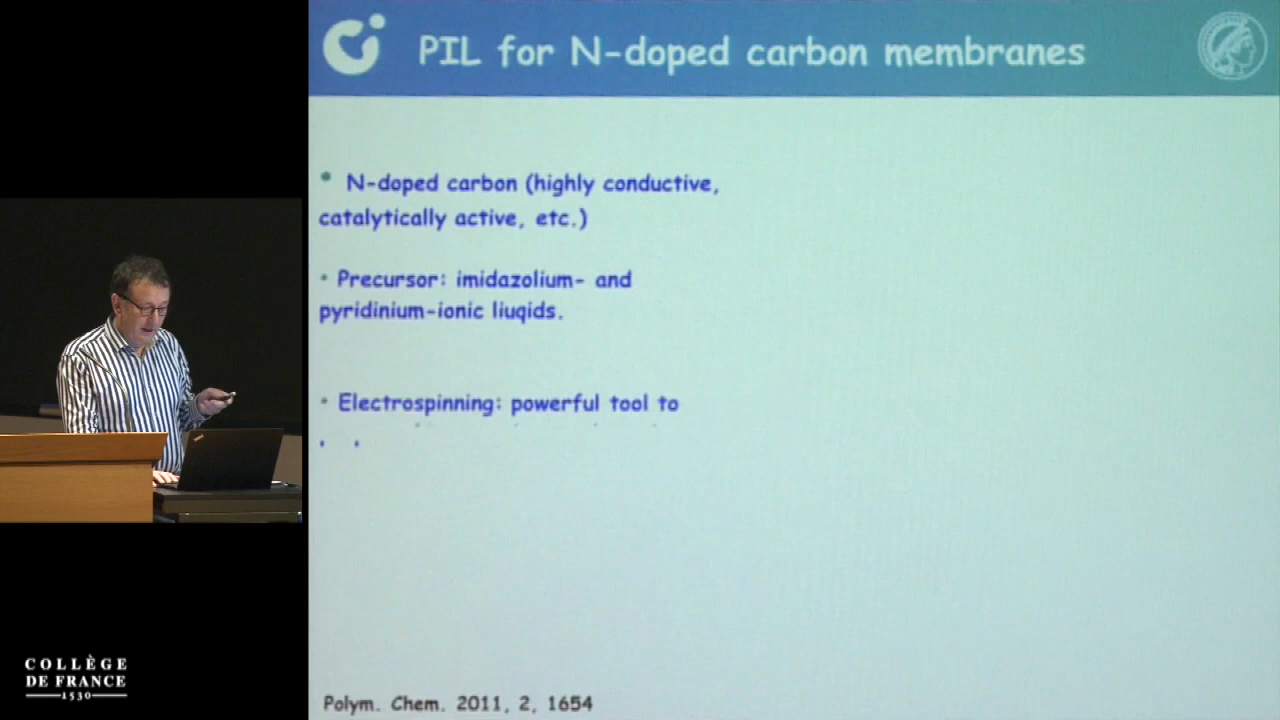 PIL for N-doped carbon membranes
• N-doped carbon (highly conductive,
catalytically active, etc.)
• Precursor: imidazolium- and
pyridinium-ionic liuqids.
• Electrospinning: powerful tool to
Polym. Chem. 2011, 2, 1654
COLLÈGE
DE FRANCE
1530